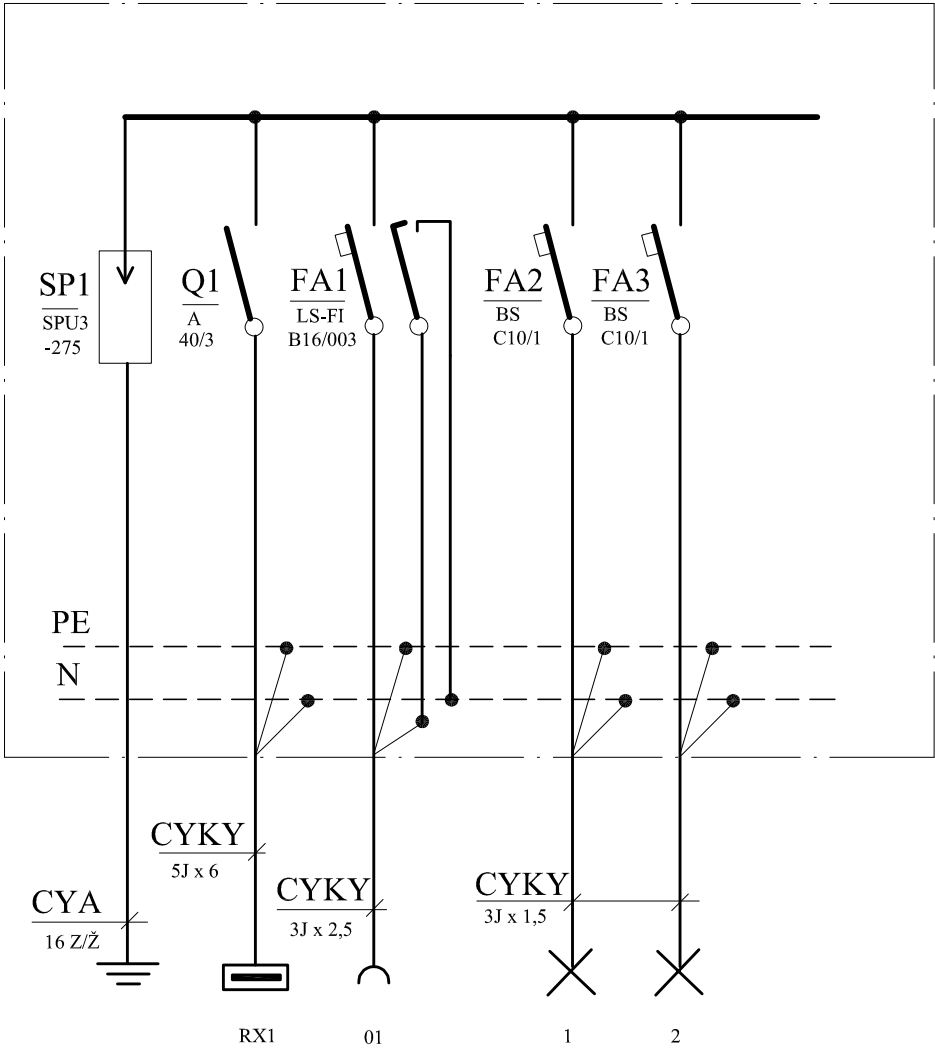 SP1
SPU3
-275
Q1
A
40/3
FA1
LS-FI
B16/003
FA2
BS
C10/1
FA3
BS
C10/1
PE
N
CYKY
5J x 6
CYKY
3J x 2,5
CYKY
3J x 1,5
CYA
16 Z/Ž
RX1
01
1
2